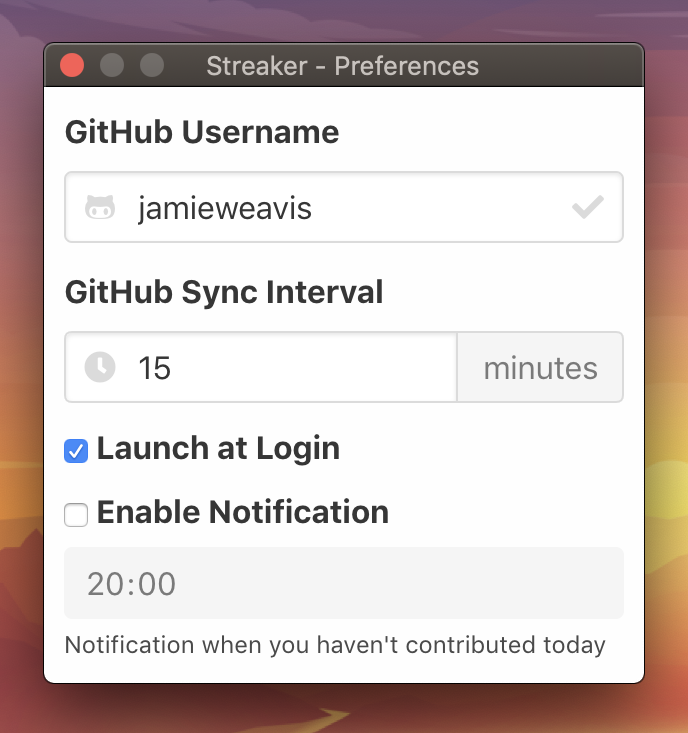 Streaker - Preferences
GitHub Username
jamieweavis
GitHub Sync Interval
15 minutes
Launch at Login
Enable Notification
20:00
Notification when you haven't contributed today